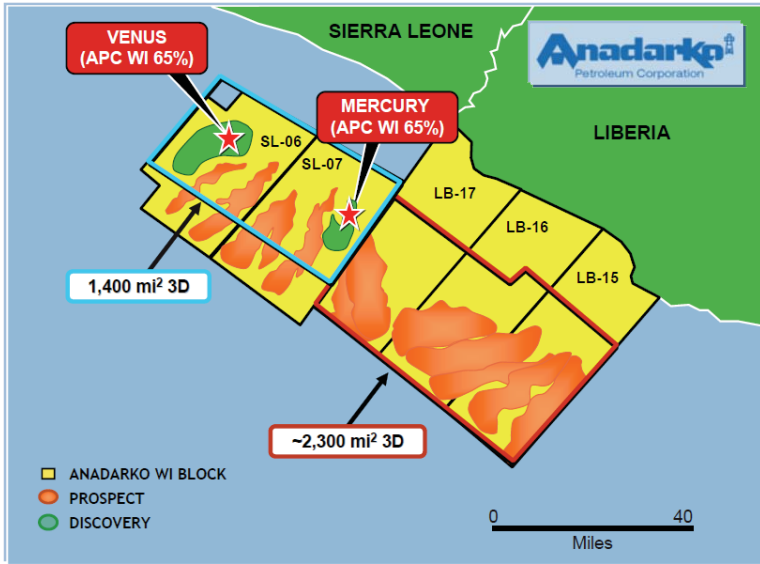 VENUS
(APC WI 65%)
SIERRA LEONE
Anadarko
Petroleum Corporation
MERCURY
(APC WI 65%)
LIBERIA
SL-06
SL-07
LB-17
LB-16
LB-15
1,400 mi² 3D
~2,300 mi² 3D
ANADARKO WI BLOCK
PROSPECT
DISCOVERY
0 40
Miles